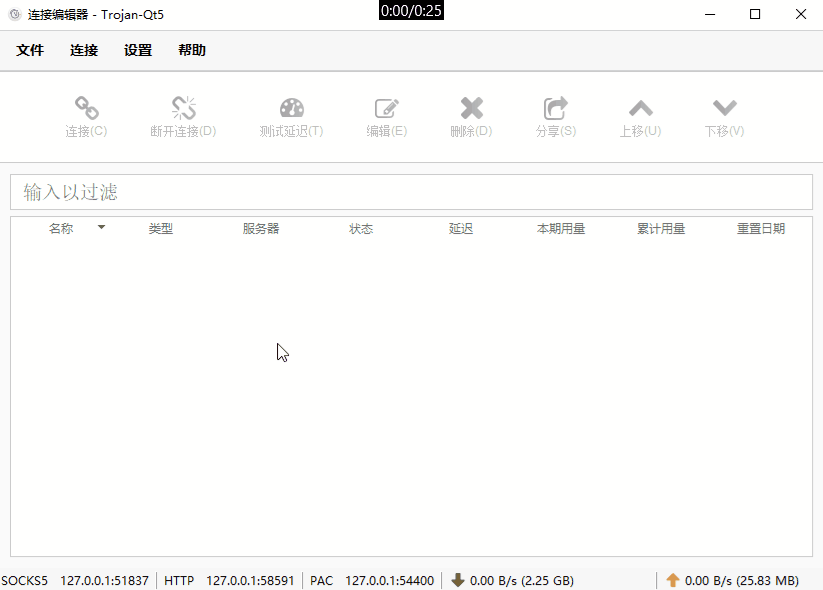 连接编辑器 - Trojan-Qt5
0:00/0:25
文件 连接 设置 帮助
连接(C) 断开连接(D) 测试延迟(T) 编辑(E) 删除(D) 分享(S) 上移(U) 下移(V)
输入以过滤
名称 类型 服务器 状态 延迟 本期用量 累计用量 重置日期
SOCKS5 127.0.0.1:51837 HTTP 127.0.0.1:58591 PAC 127.0.0.1:54400 0.00 B/s (2.25 GB) 0.00 B/s (25.83 MB)